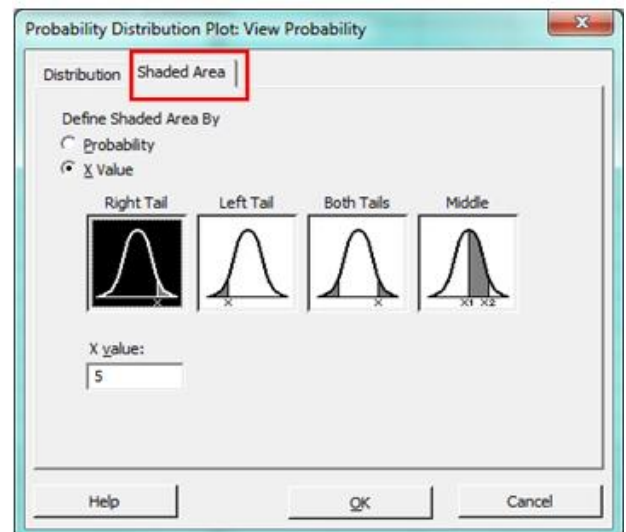 Probability Distribution Plot: View Probability
X
Distribution Shaded Area
Define Shaded Area By
Probability
X Value
Right Tail Left Tail Both Tails Middle
X X X X1 X2
X value:
5
Help OK Cancel